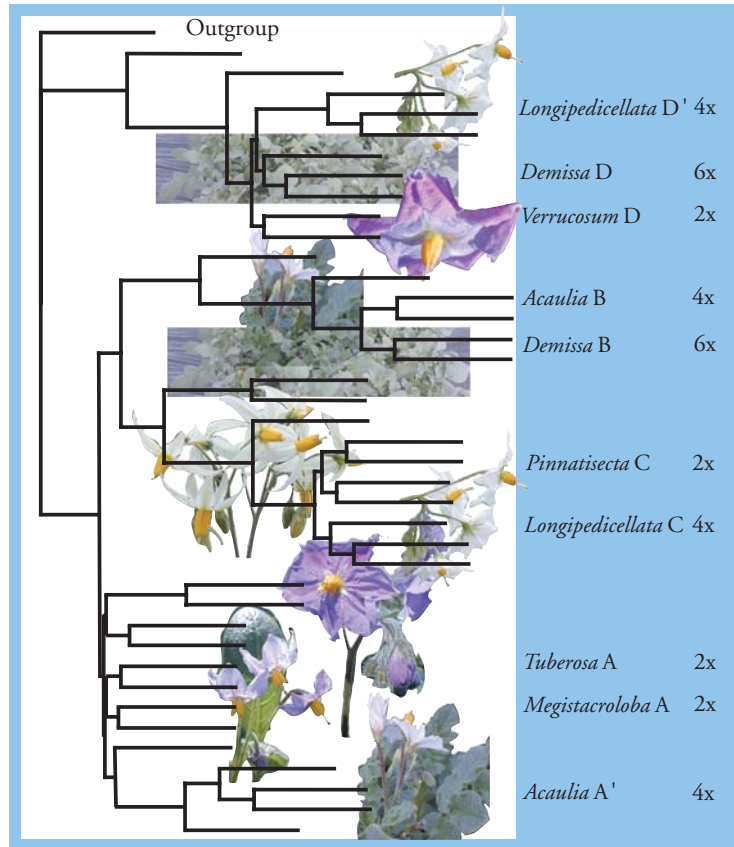 Outgroup
Longipedicellata D' 4x
Demissa D 6x
Verrucosum D 2x
Acaulia B 4x
Demissa B 6x
Pinnatisecta C 2x
Longipedicellata C 4x
Tuberosa A 2x
Megistacroloba A 2x
Acaulia A' 4x